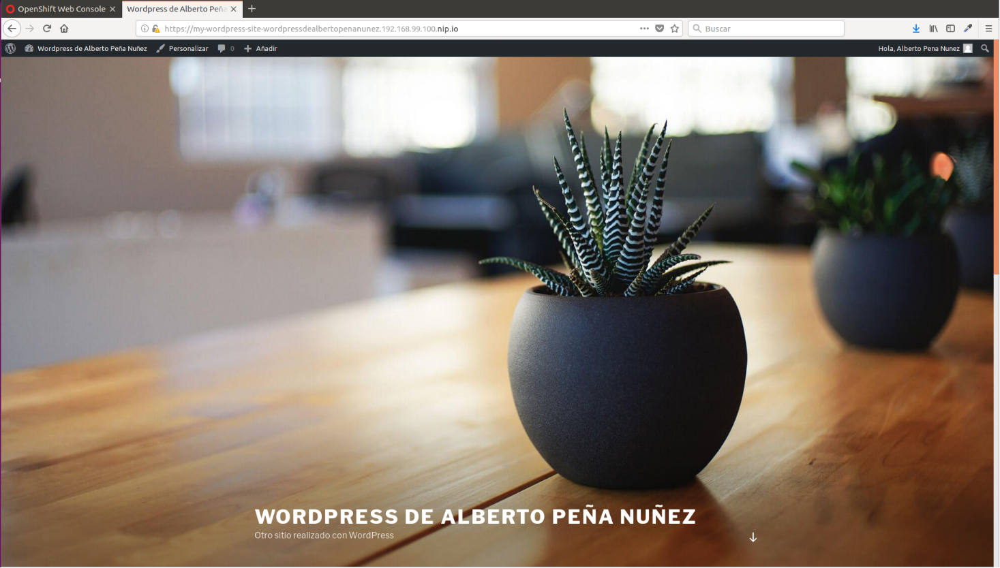 OpenShift Web Console
Wordpress de Alberto Peña
https://my-wordpress-site-wordpressdealbertopenanunez.192.168.99.100.nip.io
Buscar
Wordpress de Alberto Peña Nuñez
Personalizar
0
Añadir
Hola, Alberto Pena Nunez
WORDPRESS DE ALBERTO PEÑA NUÑEZ
Otro sitio realizado con WordPress